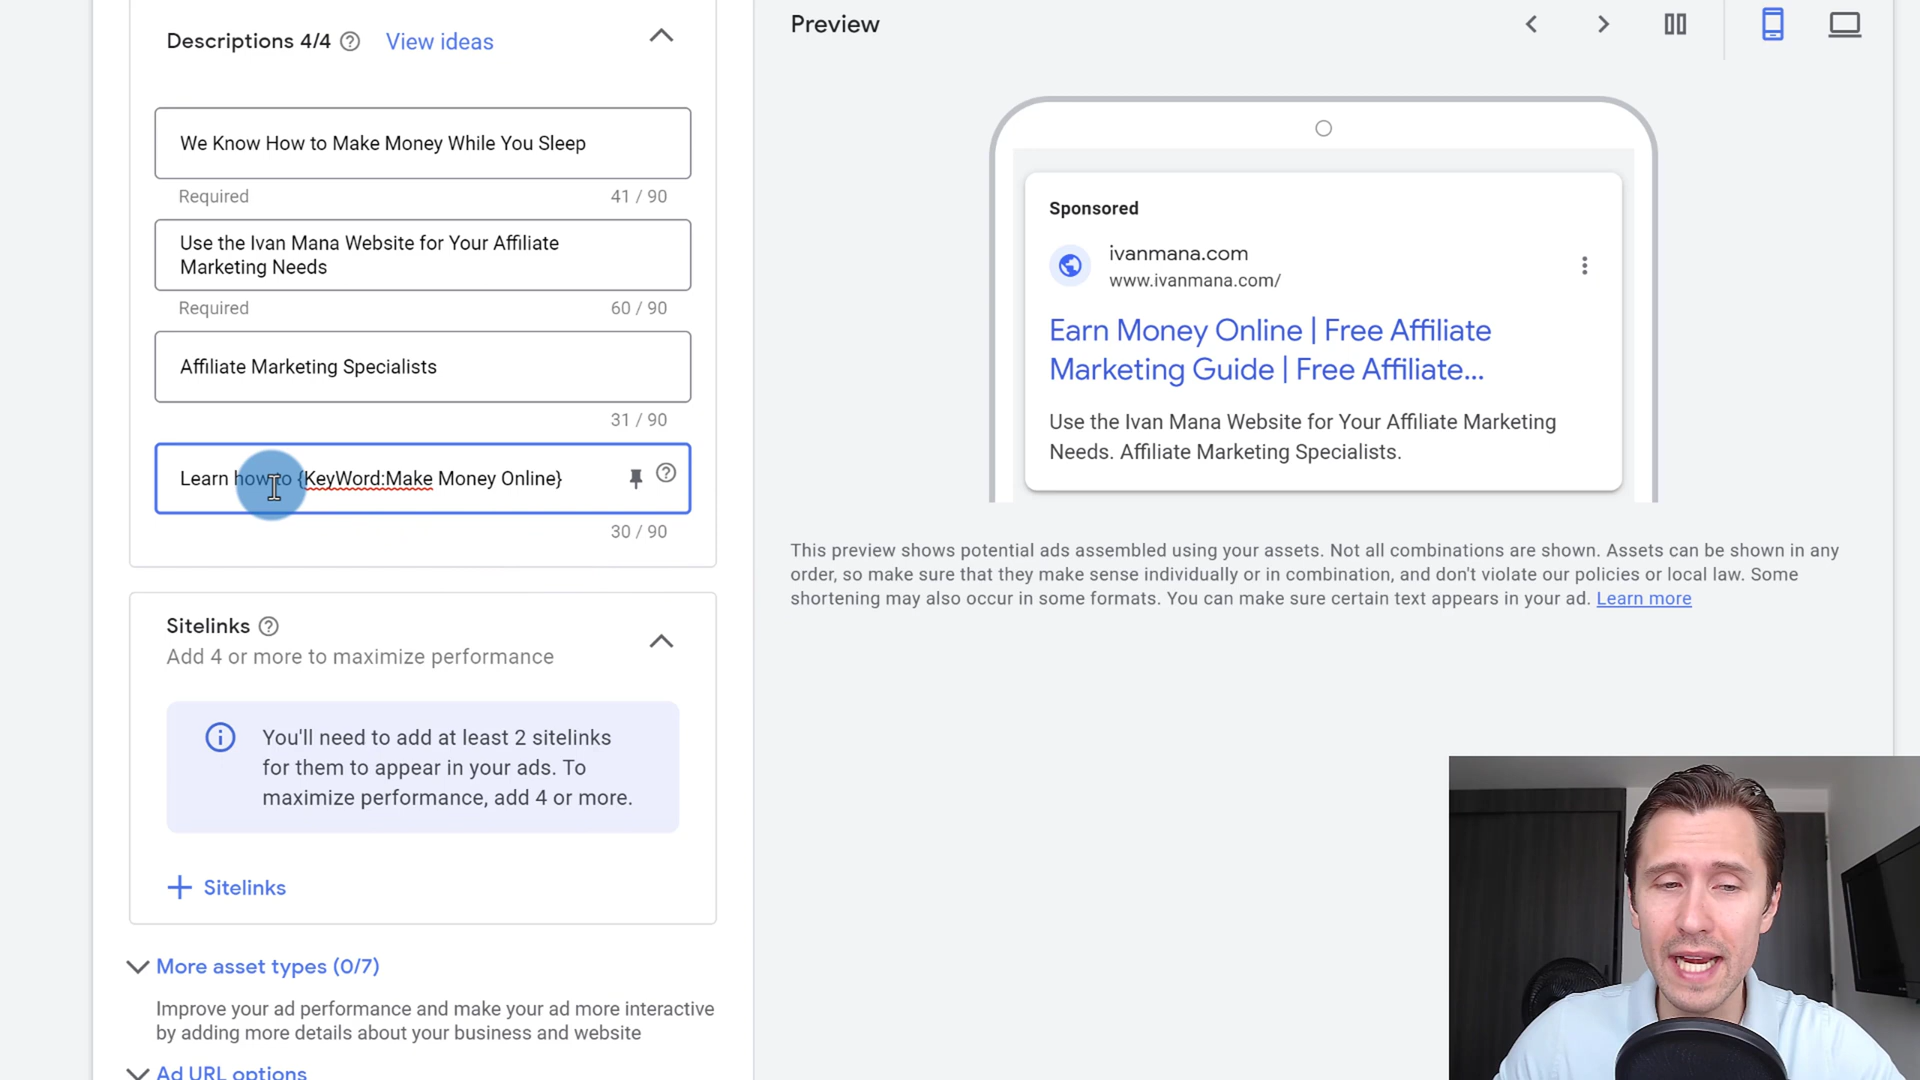 Descriptions 4/4
View ideas
We Know How to Make Money While You Sleep
Required
41 / 90
Use the Ivan Mana Website for Your Affiliate
Marketing Needs
Required
60 / 90
Affiliate Marketing Specialists
31 / 90
Learn how to {KeyWord:Make Money Online}
30 / 90
Sitelinks
Add 4 or more to maximize performance
You'll need to add at least 2 sitelinks
for them to appear in your ads. To
maximize performance, add 4 or more.
Sitelinks
More asset types (0/7)
Improve your ad performance and make your ad more interactive
by adding more details about your business and website
Ad URL options
Preview
Sponsored
ivanmana.com
www.ivanmana.com/
Earn Money Online | Free Affiliate
Marketing Guide | Free Affiliate...
Use the Ivan Mana Website for Your Affiliate Marketing
Needs. Affiliate Marketing Specialists.
This preview shows potential ads assembled using your assets. Not all combinations are shown. Assets can be shown in any
order, so make sure that they make sense individually or in combination, and don't violate our policies or local law. Some
shortening may also occur in some formats. You can make sure certain text appears in your ad. Learn more